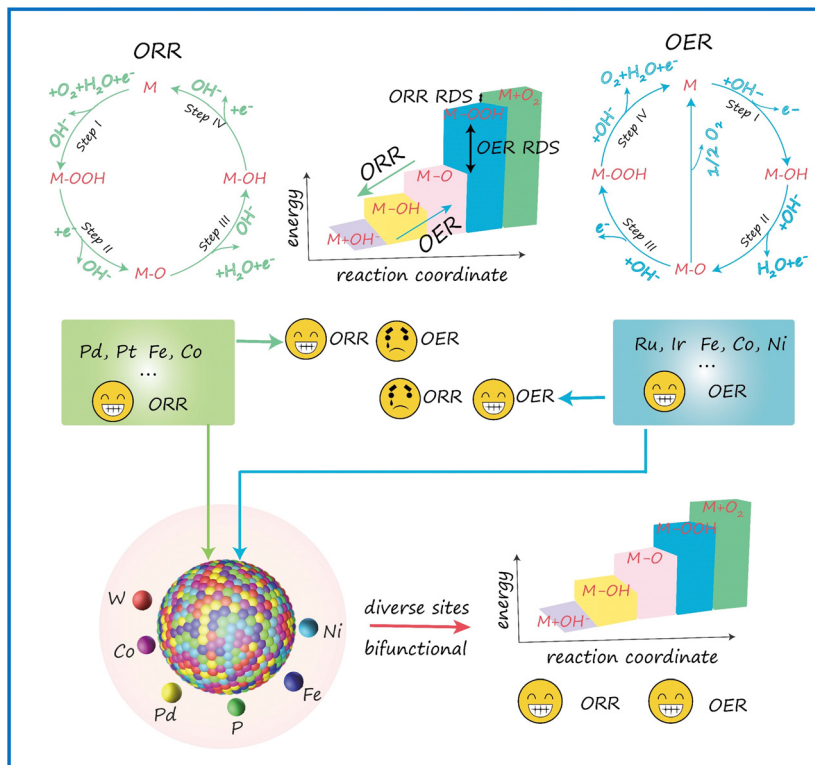 ORR
+O₂+H₂O+e⁻
M
OH⁻
+e⁻
OH⁻
Step I
Step IV
M-OOH
M-OH
+e⁻
Step II
Step III
OH⁻
OH⁻
M-O
+H₂O+e⁻
energy
ORR RDS
M+O₂
M-OOH
OER RDS
ORR
M-O
M-OH
OER
M+OH⁻
reaction coordinate
OER
O₂+H₂O+e⁻
M
+OH⁻
e⁻
+OH⁻
Step IV
Step I
1/2 O₂
M-OOH
M-OH
e⁻
Step III
Step II
+OH⁻
+OH⁻
M-O
H₂O+e⁻
Pd, Pt Fe, Co
...
ORR
ORR OER
ORR OER
Ru, Ir Fe, Co, Ni
...
OER
W
Co
Pd
P
Fe
Ni
diverse sites
bifunctional
energy
M+O₂
M-OOH
M-O
M-OH
M+OH⁻
reaction coordinate
ORR OER